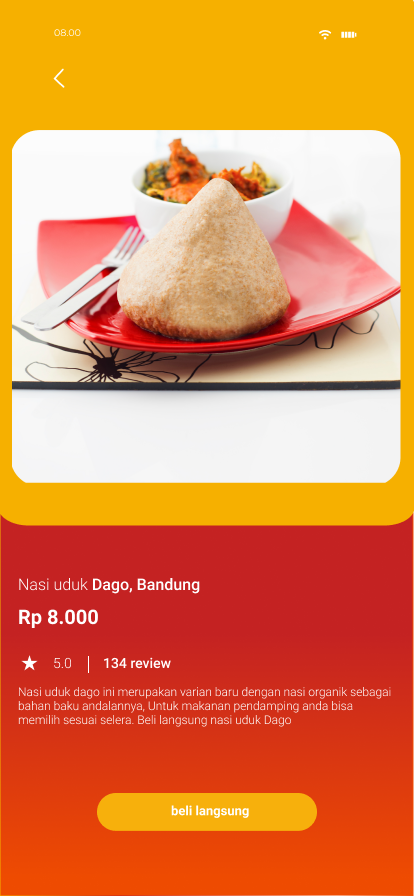 08.00
Nasi uduk Dago, Bandung
Rp 8.000
5.0 134 review
Nasi uduk dago ini merupakan varian baru dengan nasi organik sebagai
bahan baku andalannya, Untuk makanan pendamping anda bisa
memilih sesuai selera. Beli langsung nasi uduk Dago
beli langsung